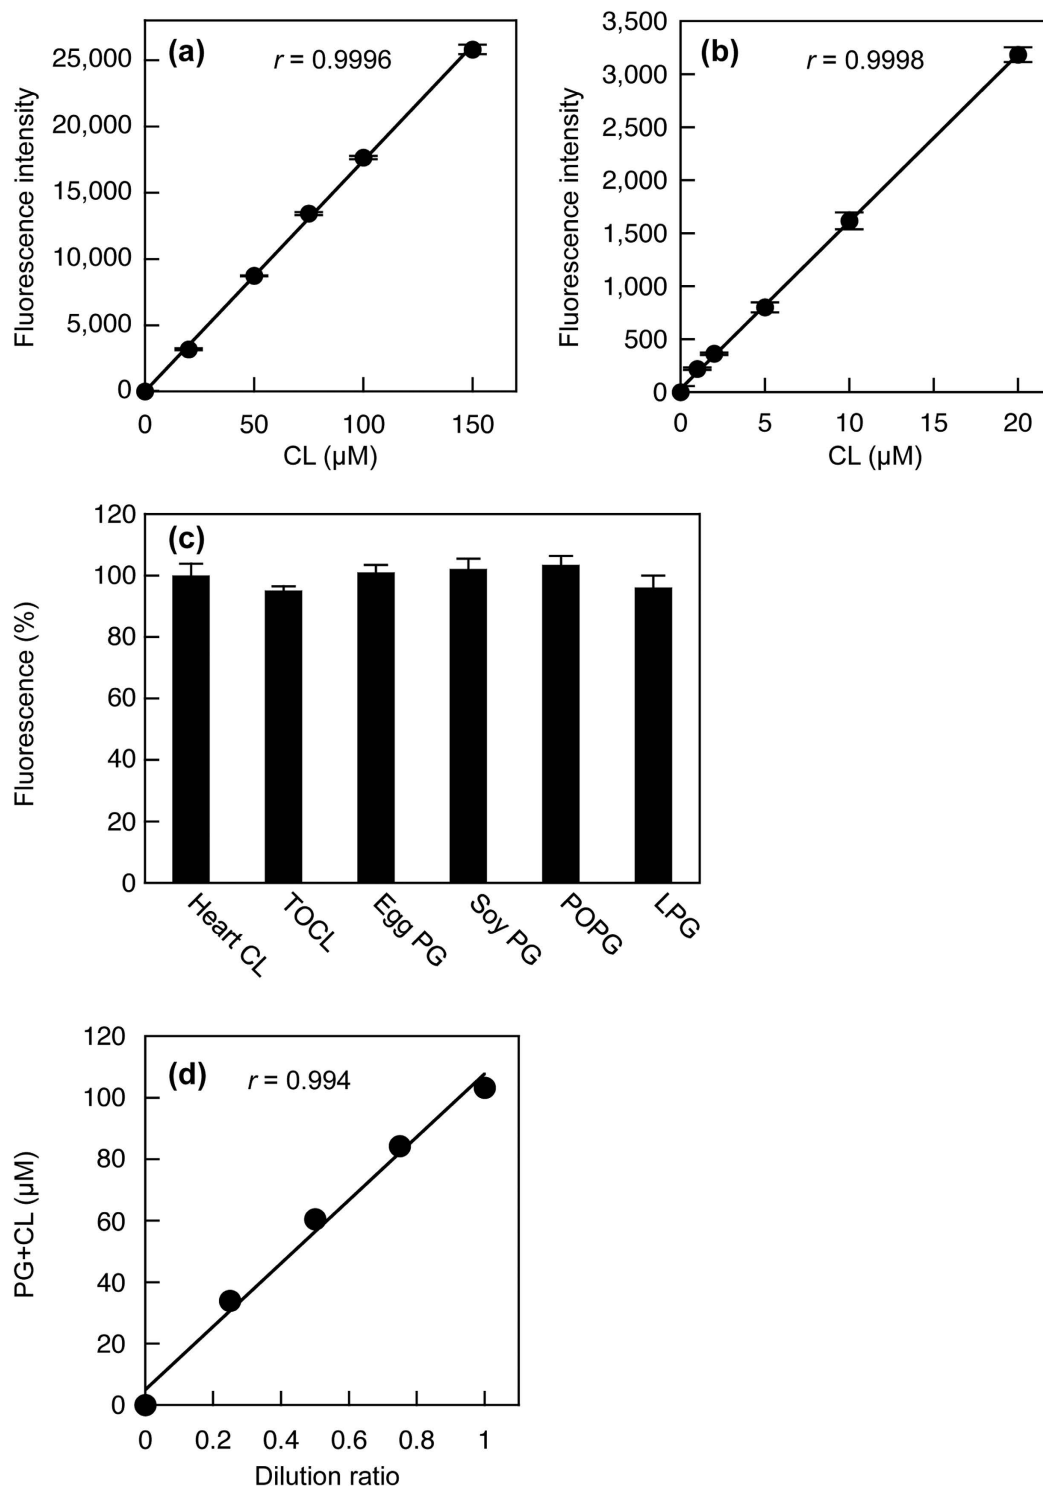 (a)
r = 0.9996
Fluorescence intensity
25,000
20,000
15,000
10,000
5,000
0
0 50 100 150
CL (µM)
(b)
r = 0.9998
Fluorescence intensity
3,500
3,000
2,500
2,000
1,500
1,000
500
0
0 5 10 15 20
CL (µM)
(c)
Fluorescence (%)
120
100
80
60
40
20
0
Heart CL
TOCL
Egg PG
Soy PG
POPG
LPG
(d)
r = 0.994
PG+CL (µM)
120
100
80
60
40
20
0
0 0.2 0.4 0.6 0.8 1
Dilution ratio